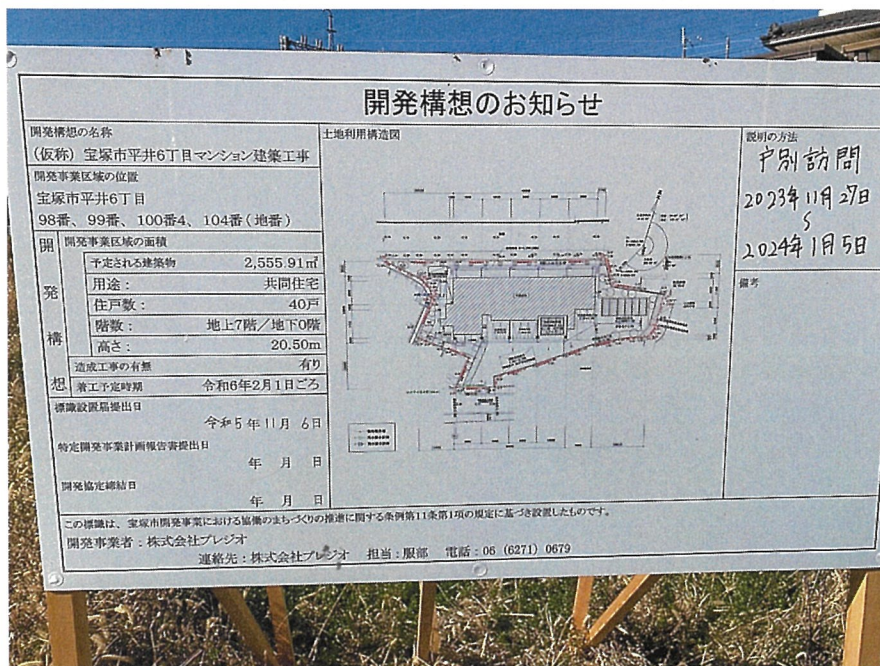 開発構想のお知らせ
開発構想の名称
(仮称) 宝塚市平井6丁目マンション建築工事
開発事業区域の位置
宝塚市平井6丁目
98番、99番、100番4、104番(地番)
開発構想
開発事業区域の面積
予定される建築物 2,555.91㎡
用途: 共同住宅
住戸数: 40戸
階数: 地上7階/地下0階
高さ: 20.50m
造成工事の有無 有り
着工予定時期 令和6年2月1日ごろ
標識設置届提出日
令和5年11月6日
特定開発事業計画報告書提出日
年 月 日
開発協定締結日
年 月 日
土地利用構造図
説明の方法
戸別訪問
2023年11月27日
~
2024年1月5日
備考
この標識は、宝塚市開発事業における協働のまちづくりの推進に関する条例第11条第1項の規定に基づき設置したものです。
開発事業者:株式会社プレジオ
連絡先:株式会社プレジオ 担当:服部 電話:06 (6271) 0679